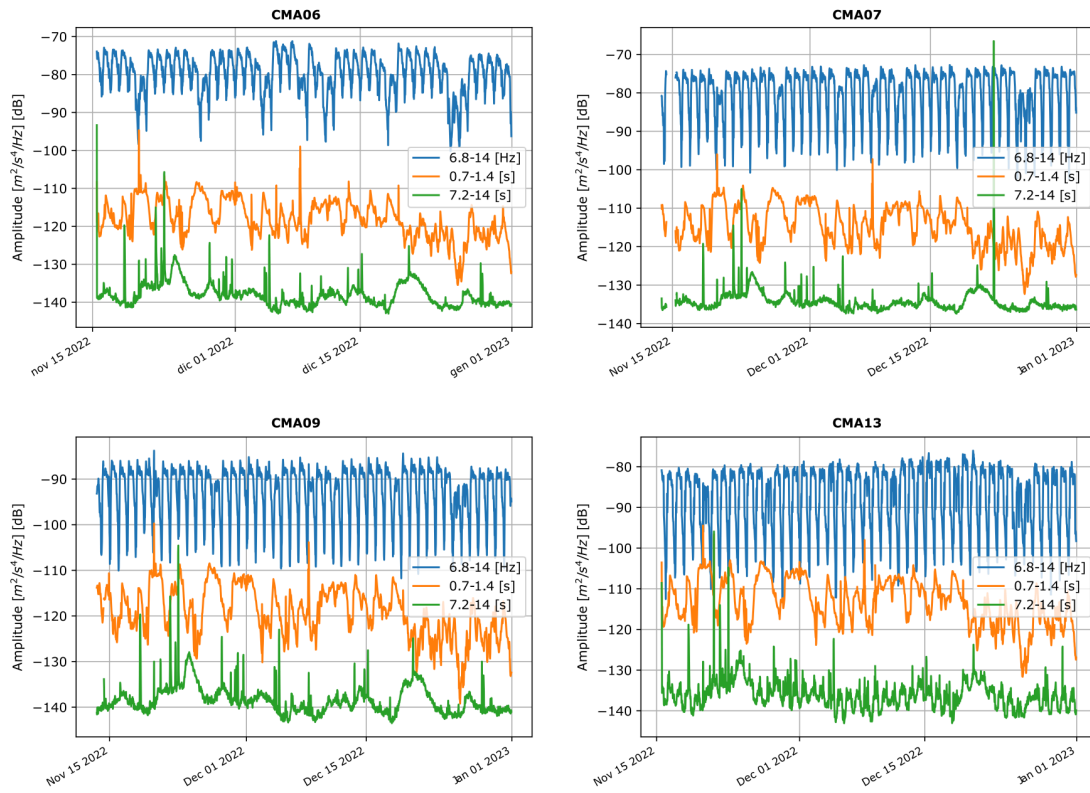 CMA06
Amplitude [m²/s⁴/Hz] [dB]
−70
−80
−90
−100
−110
−120
−130
−140
6.8-14 [Hz]
0.7-1.4 [s]
7.2-14 [s]
nov 15 2022
dic 01 2022
dic 15 2022
gen 01 2023
CMA07
Amplitude [m²/s⁴/Hz] [dB]
−70
−80
−90
−100
−110
−120
−130
−140
6.8-14 [Hz]
0.7-1.4 [s]
7.2-14 [s]
Nov 15 2022
Dec 01 2022
Dec 15 2022
Jan 01 2023
CMA09
Amplitude [m²/s⁴/Hz] [dB]
−90
−100
−110
−120
−130
−140
6.8-14 [Hz]
0.7-1.4 [s]
7.2-14 [s]
Nov 15 2022
Dec 01 2022
Dec 15 2022
Jan 01 2023
CMA13
Amplitude [m²/s⁴/Hz] [dB]
−80
−90
−100
−110
−120
−130
−140
6.8-14 [Hz]
0.7-1.4 [s]
7.2-14 [s]
Nov 15 2022
Dec 01 2022
Dec 15 2022
Jan 01 2023